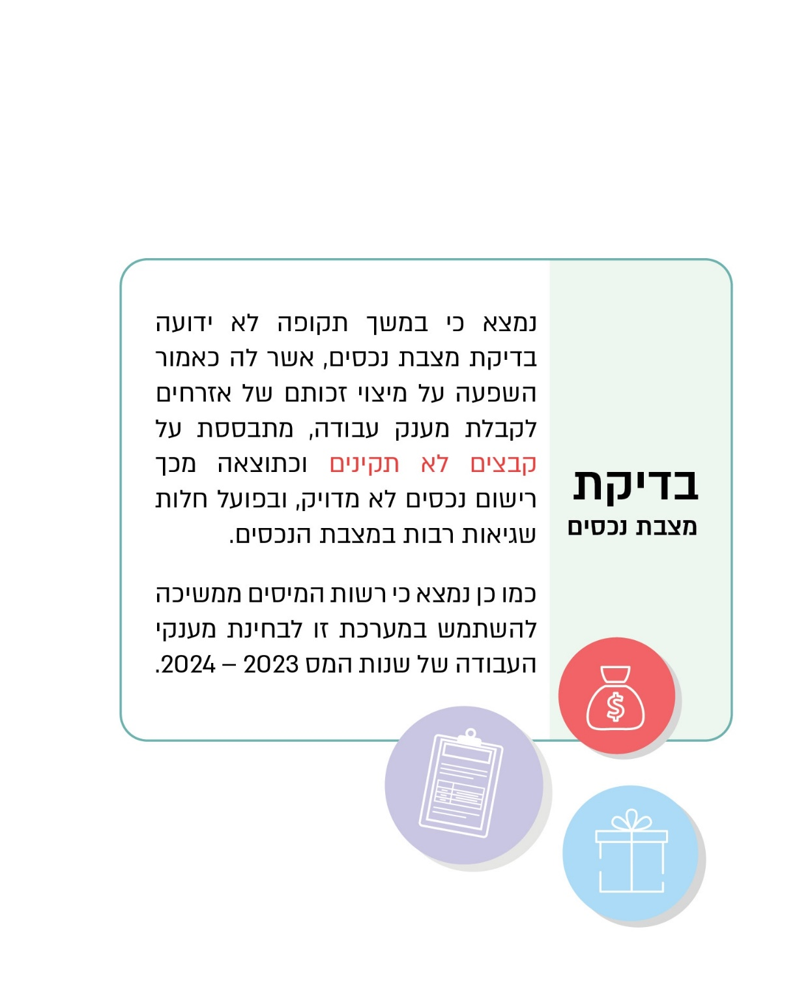 בדיקת
מצבת נכסים
נמצא כי במשך תקופה לא ידועה
בדיקת מצבת נכסים, אשר לה כאמור
השפעה על מיצוי זכותם של אזרחים
לקבלת מענק עבודה, מתבססת על
קבצים לא תקינים וכתוצאה מכך
רישום נכסים לא מדויק, ובפועל חלות
שגיאות רבות במצבת הנכסים.
כמו כן נמצא כי רשות המיסים ממשיכה
להשתמש במערכת זו לבחינת מענקי
העבודה של שנות המס 2023 – 2024.
$